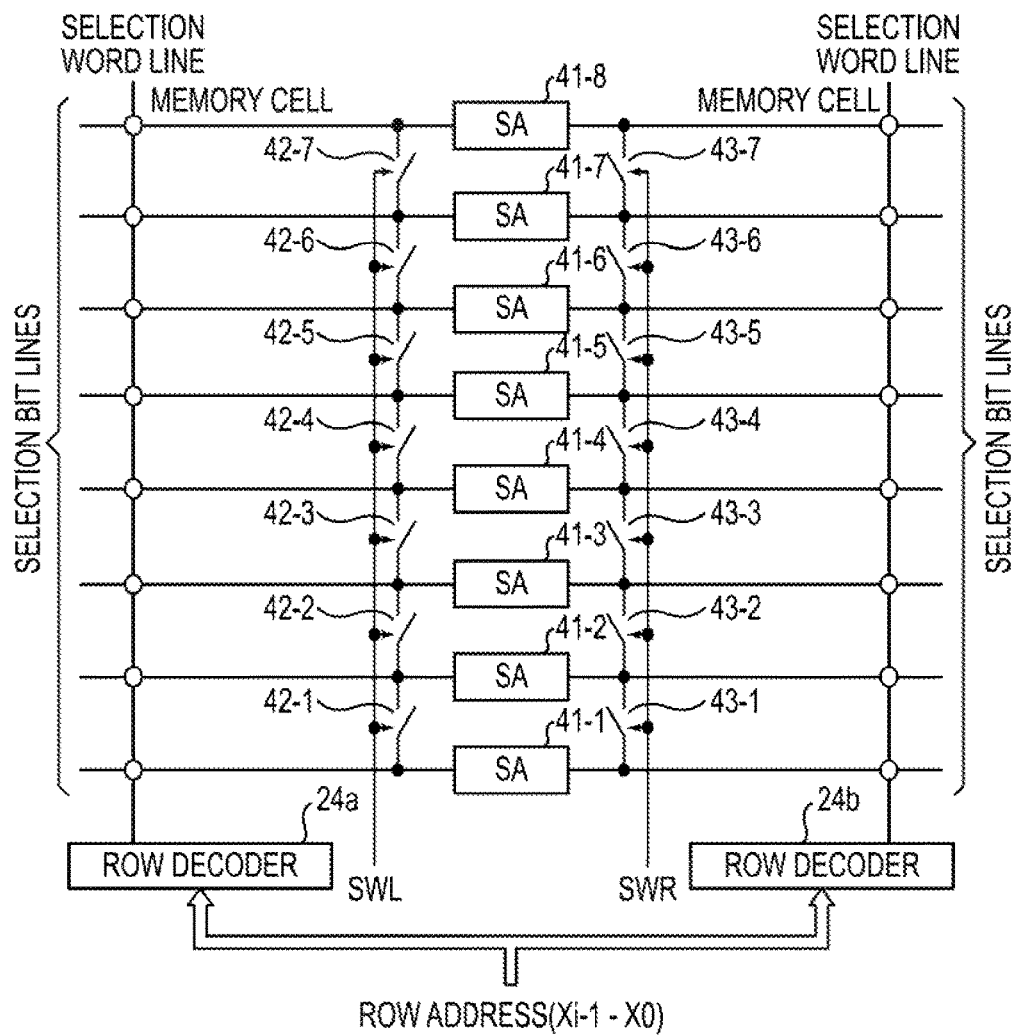 SELECTION
WORD LINE
SELECTION
WORD LINE
MEMORY CELL
41-8
MEMORY CELL
SA
42-7
41-7
43-7
SA
42-6
41-6
43-6
SA
42-5
41-5
43-5
SA
42-4
41-4
43-4
SA
42-3
41-3
43-3
SA
42-2
41-2
43-2
SA
42-1
41-1
43-1
SA
SELECTION BIT LINES
SELECTION BIT LINES
24a
24b
ROW DECODER
SWL
SWR
ROW DECODER
ROW ADDRESS(Xi-1 - X0)